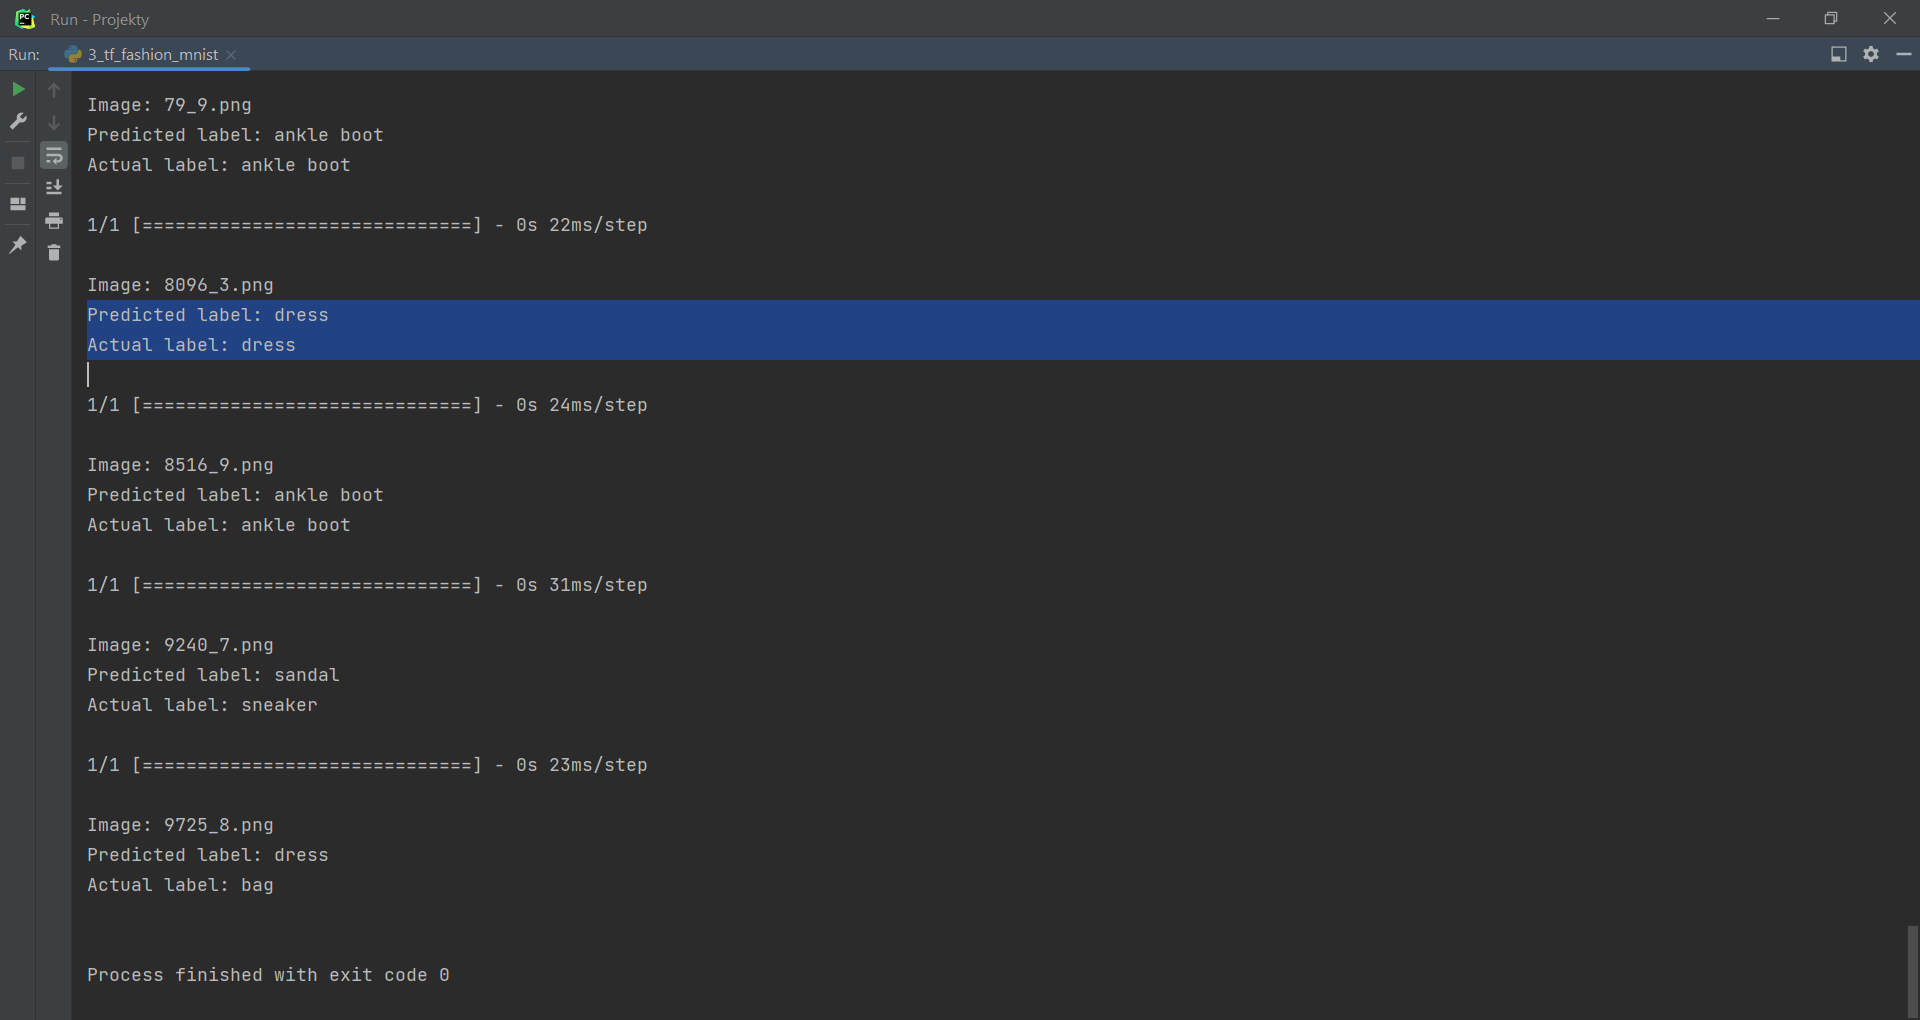 Run - Projekty
Run: 3_tf_fashion_mnist
Image: 79_9.png
Predicted label: ankle boot
Actual label: ankle boot
1/1 [==============================] - 0s 22ms/step
Image: 8096_3.png
Predicted label: dress
Actual label: dress
1/1 [==============================] - 0s 24ms/step
Image: 8516_9.png
Predicted label: ankle boot
Actual label: ankle boot
1/1 [==============================] - 0s 31ms/step
Image: 9240_7.png
Predicted label: sandal
Actual label: sneaker
1/1 [==============================] - 0s 23ms/step
Image: 9725_8.png
Predicted label: dress
Actual label: bag
Process finished with exit code 0